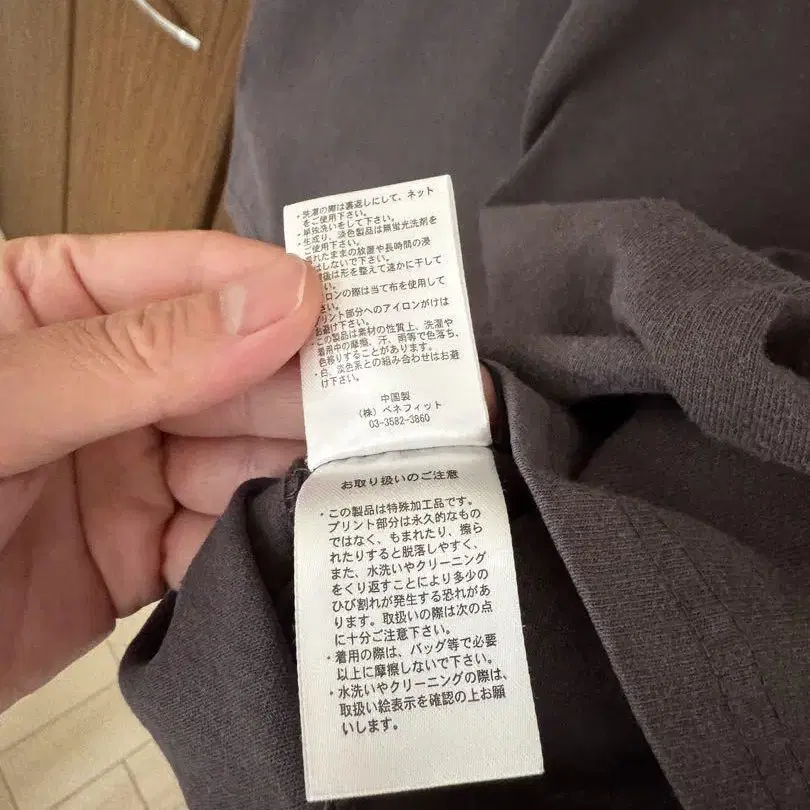 ・洗濯の際は裏返しにして、ネット
をご使用下さい。
・単独洗いをして下さい。
・生成り、淡色製品は無蛍光洗剤を
ご使用下さい。
れたままの放置や長時間の浸
はしないで下さい。
後は形を整えて速かに干して
い。
ロンの際は当て布を使用して
さい。
リント部分へのアイロンがけは
お避け下さい。
この製品は素材の性質上、洗濯や
着用中の摩擦、汗、雨等で色落ち、
色移りすることがあります。
・白、淡色系との組み合わせはお避
け下さい。
中国製
(株) ベネフィット
03-3582-3860
お取り扱いのご注意
・この製品は特殊加工品です。
プリント部分は永久的なもの
ではなく、もまれたり、擦ら
れたりすると脱落しやすく、
また、水洗いやクリーニング
をくり返すことにより多少の
ひび割れが発生する恐れがあ
ります。取扱いの際は次の点
に十分ご注意下さい。
・着用の際は、バッグ等で必要
以上に摩擦しないで下さい。
・水洗いやクリーニングの際は、
取扱い絵表示を確認の上お願
いします。